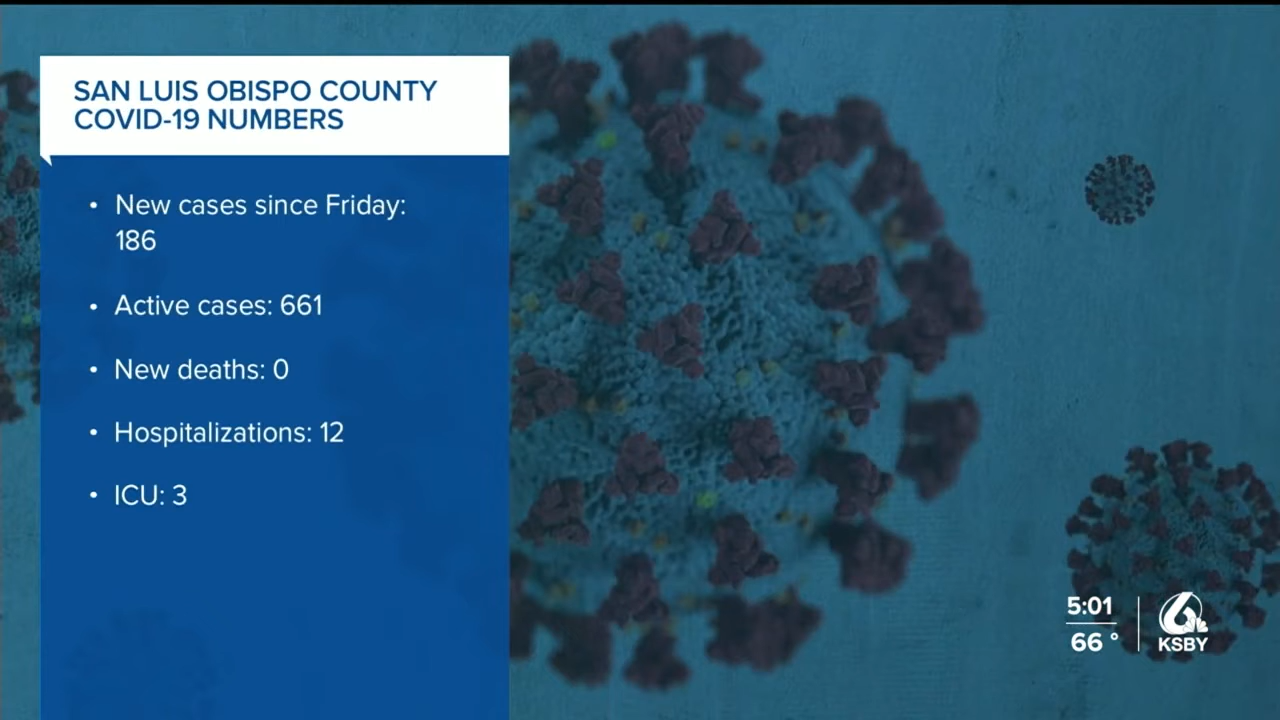 SAN LUIS OBISPO COUNTY
COVID-19 NUMBERS
• New cases since Friday:
186
• Active cases: 661
• New deaths: 0
• Hospitalizations: 12
• ICU: 3
5:01
66°
6
KSBY